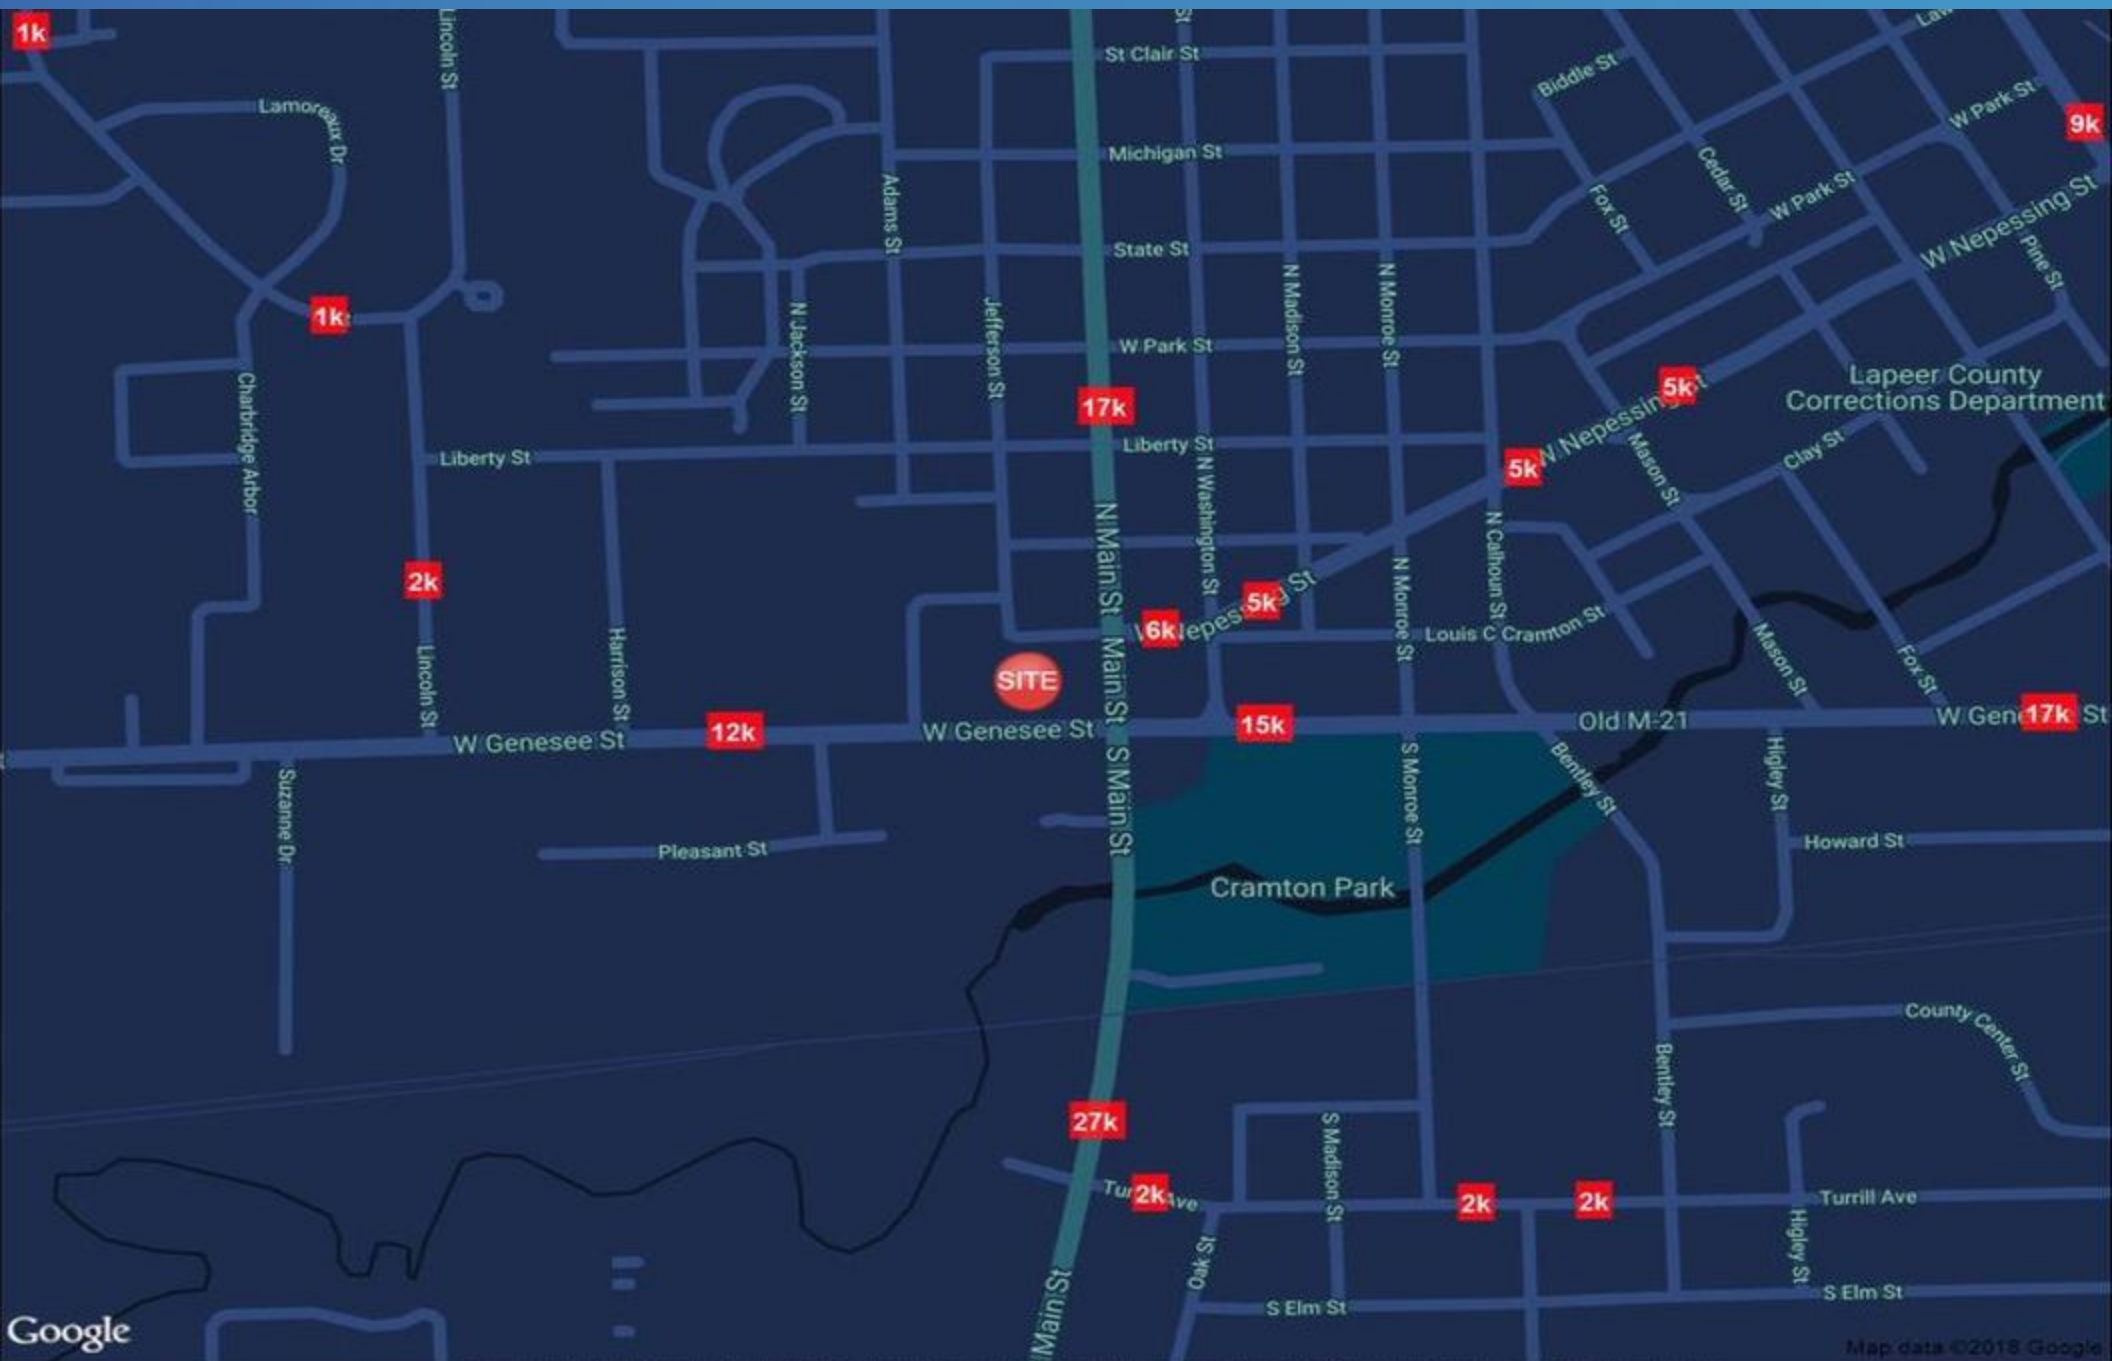 1k
Lincoln St
St Clair St
Biddle St
Lamoreaux Dr
W Park St
9k
Michigan St
Cedar St
Adams St
Fox St
W Park St
State St
W Nepessing St
Pine St
1k
N Jackson St
Jefferson St
N Madison St
N Monroe St
W Park St
Charbridge Arbor
17k
5k
Lapeer County
Corrections Department
Liberty St
Liberty St
N Washington St
5k
W Nepessing St
Mason St
Clay St
N Main St
N Calhoun St
2k
5k
6k
Nepessing St
N Monroe St
Louis C Cramton St
Lincoln St
Harrison St
Main St
SITE
Mason St
Fox St
W Genesee St
12k
W Genesee St
15k
Old M-21
W Genesee St
17k
Suzanne Dr
S Main St
S Monroe St
Bentley St
Higley St
Pleasant St
Howard St
Cramton Park
County Center St
Bentley St
27k
S Madison St
Turrill Ave
2k
2k
2k
Turrill Ave
Oak St
Higley St
Main St
S Elm St
S Elm St
Google
Map data ©2018 Google